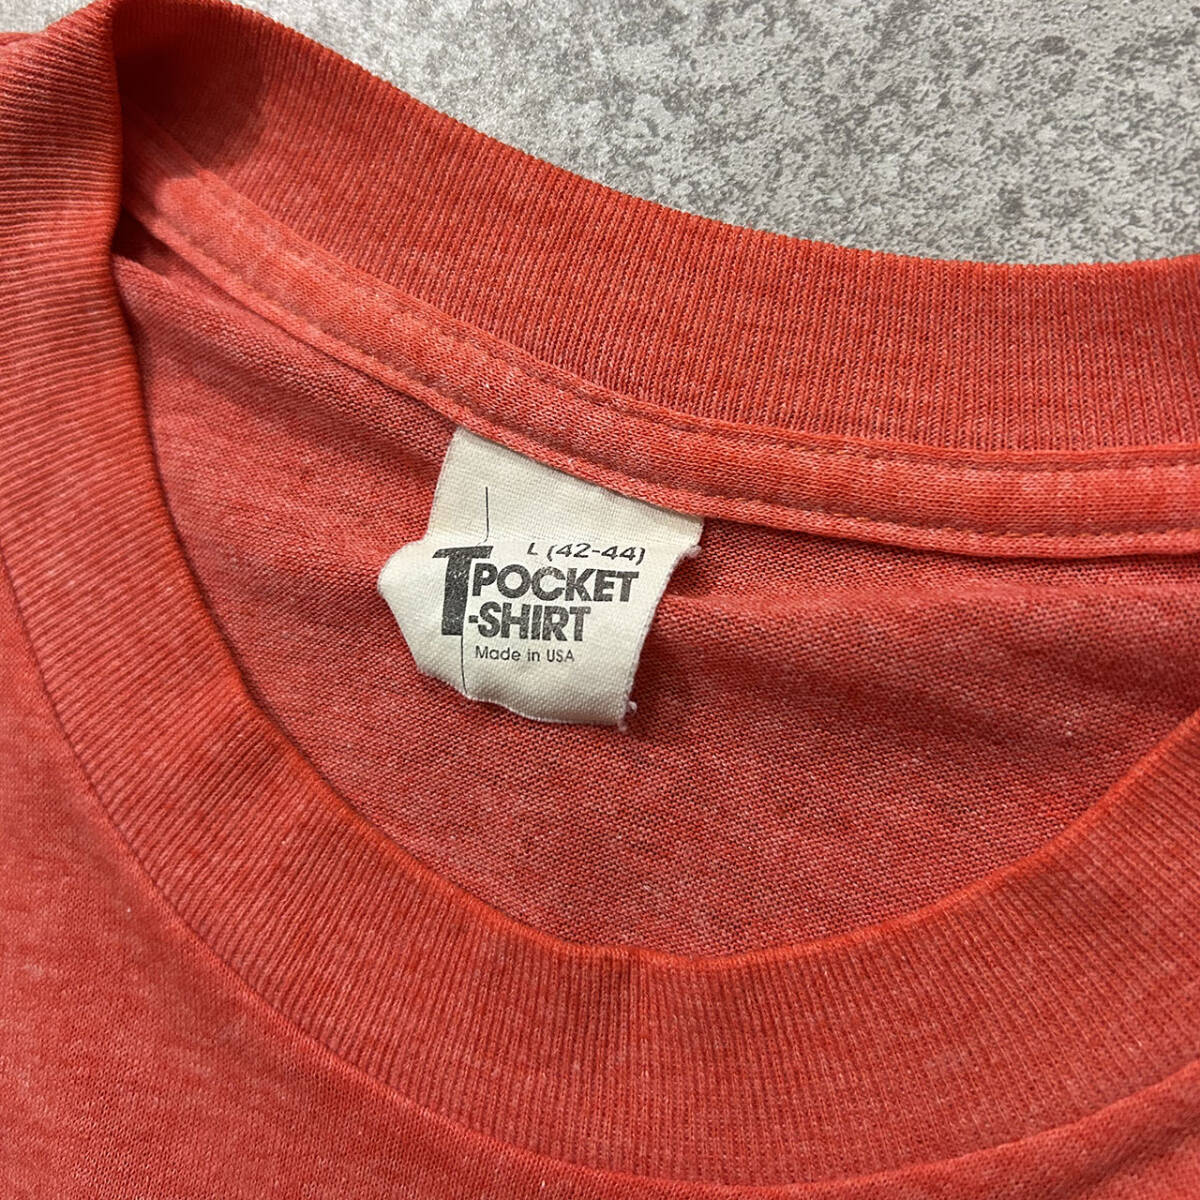 L (42-44)
T POCKET
-SHIRT
Made in USA